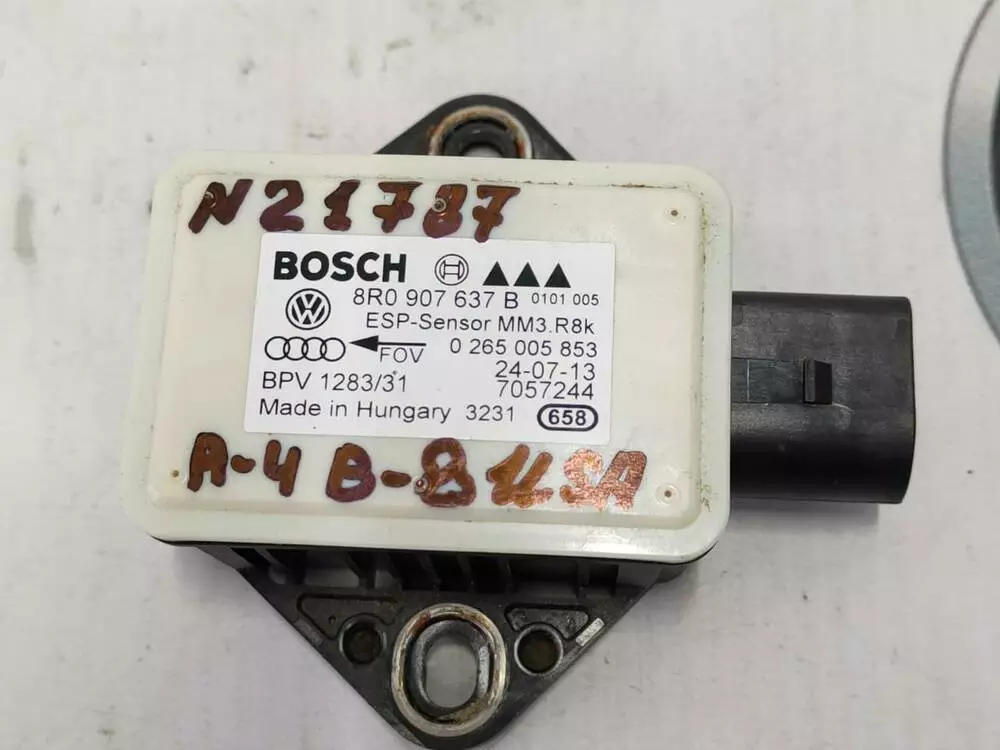 N21787
BOSCH
8R0 907 637 B 0101 005
ESP-Sensor MM3.R8k
FOV 0 265 005 853
24-07-13
BPV 1283/31 7057244
Made in Hungary 3231 658
A-4 B-8 USA